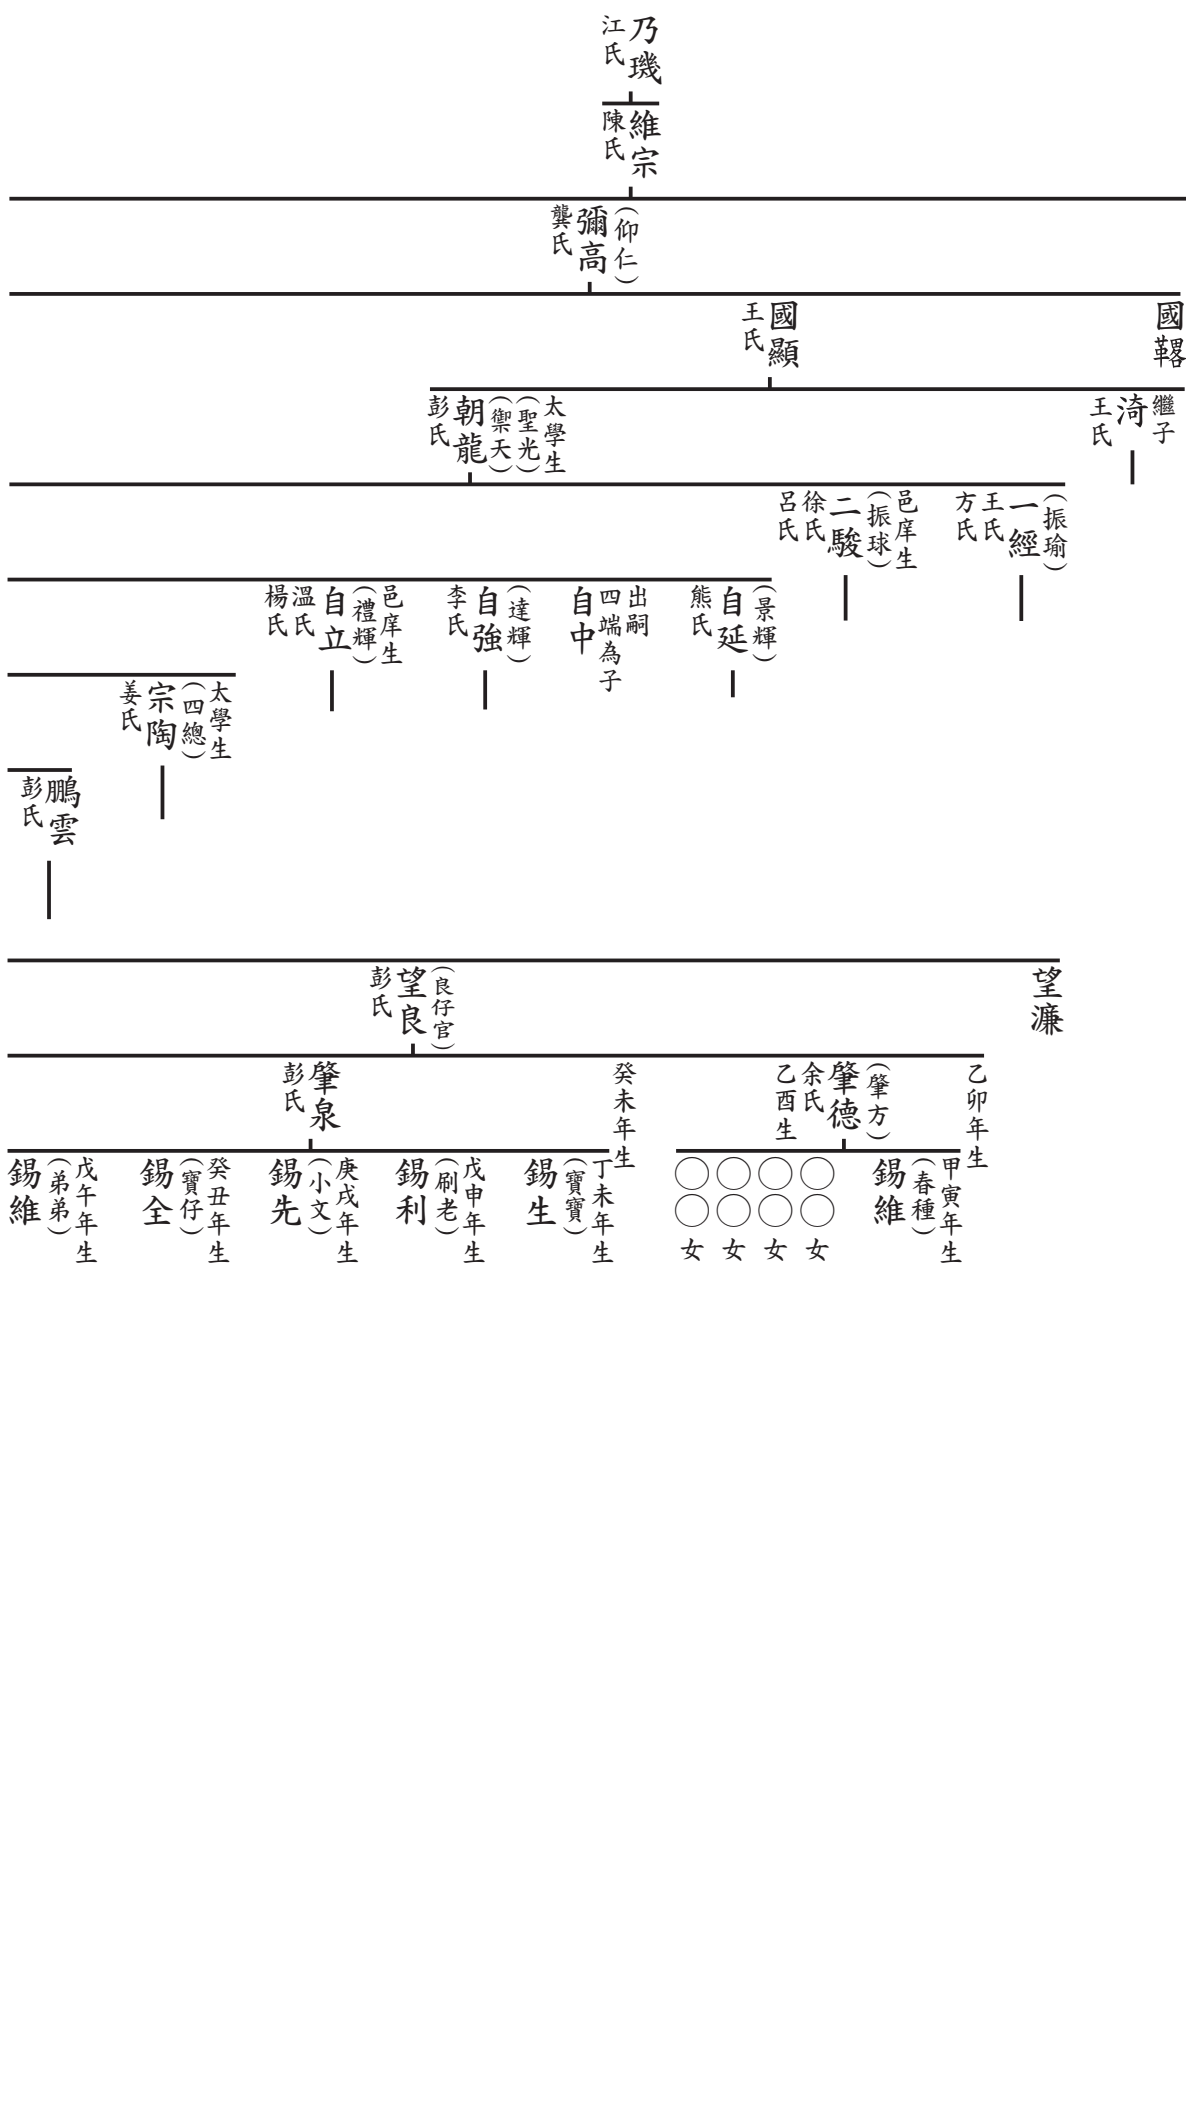 乃璣
江氏
維宗
陳氏
(仰仁)
彌高
龔氏
國鞜
國顯
王氏
繼子
渏
王氏
太學生
(聖光)
(禦天)
朝龍
彭氏
(振瑜)
一經
王氏
方氏
邑庠生
(振球)
二駿
徐氏
呂氏
(景輝)
自延
熊氏
出嗣
四端為子
自中
(達輝)
自強
李氏
邑庠生
(禮輝)
自立
溫氏
楊氏
太學生
(四總)
宗陶
姜氏
鵬雲
彭氏
望濂
(良仔官)
望良
彭氏
乙卯年生
(肇方)
肇德
余氏
乙酉生
癸未年生
肇泉
彭氏
甲寅年生
(春種)
錫維
女
女
女
女
丁未年生
(寶寶)
錫生
戊申年生
(刷老)
錫利
庚戌年生
(小文)
錫先
癸丑年生
(寶仔)
錫全
戊午年生
(弟弟)
錫維